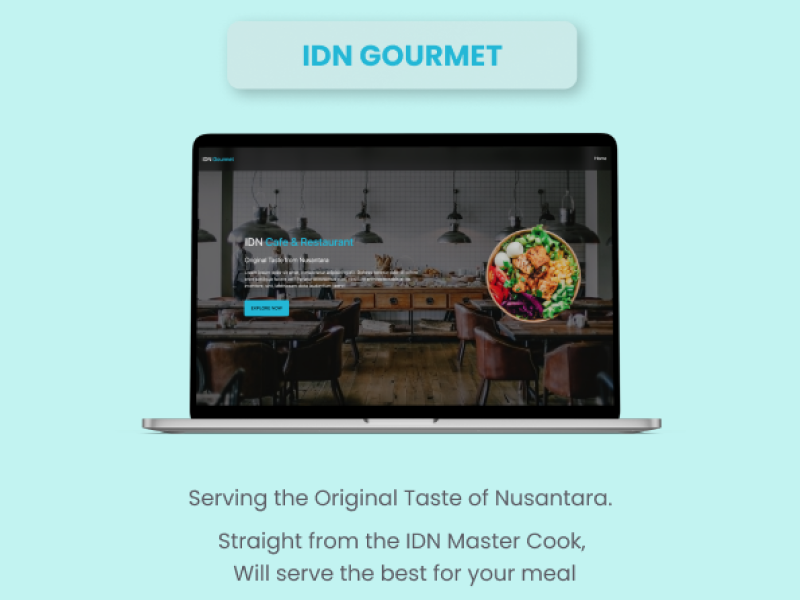 IDN GOURMET
IDN Gourmet
Home
IDN Cafe & Restaurant
Original Taste from Nusantara
EXPLORE NOW
Serving the Original Taste of Nusantara.
Straight from the IDN Master Cook,
Will serve the best for your meal